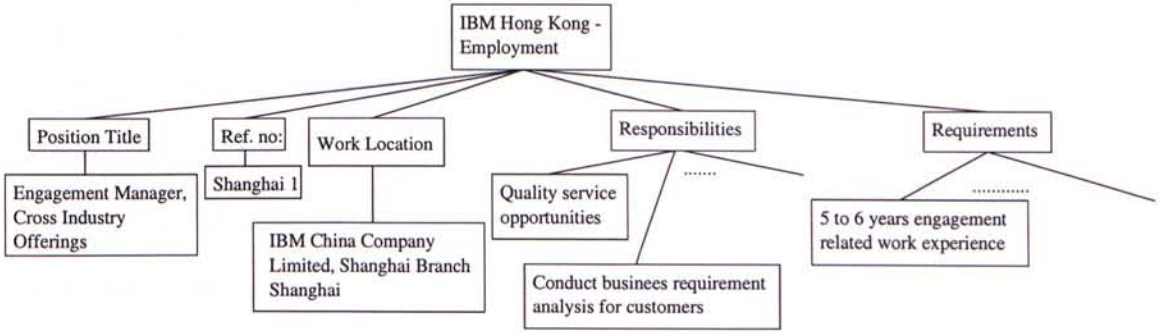 IBM Hong Kong -
Employment
Position Title
Ref. no:
Work Location
Responsibilities
Requirements
Engagement Manager,
Cross Industry
Offerings
Shanghai 1
IBM China Company
Limited, Shanghai Branch
Shanghai
Quality service
opportunities
.......
Conduct businees requirement
analysis for customers
............
5 to 6 years engagement
related work experience